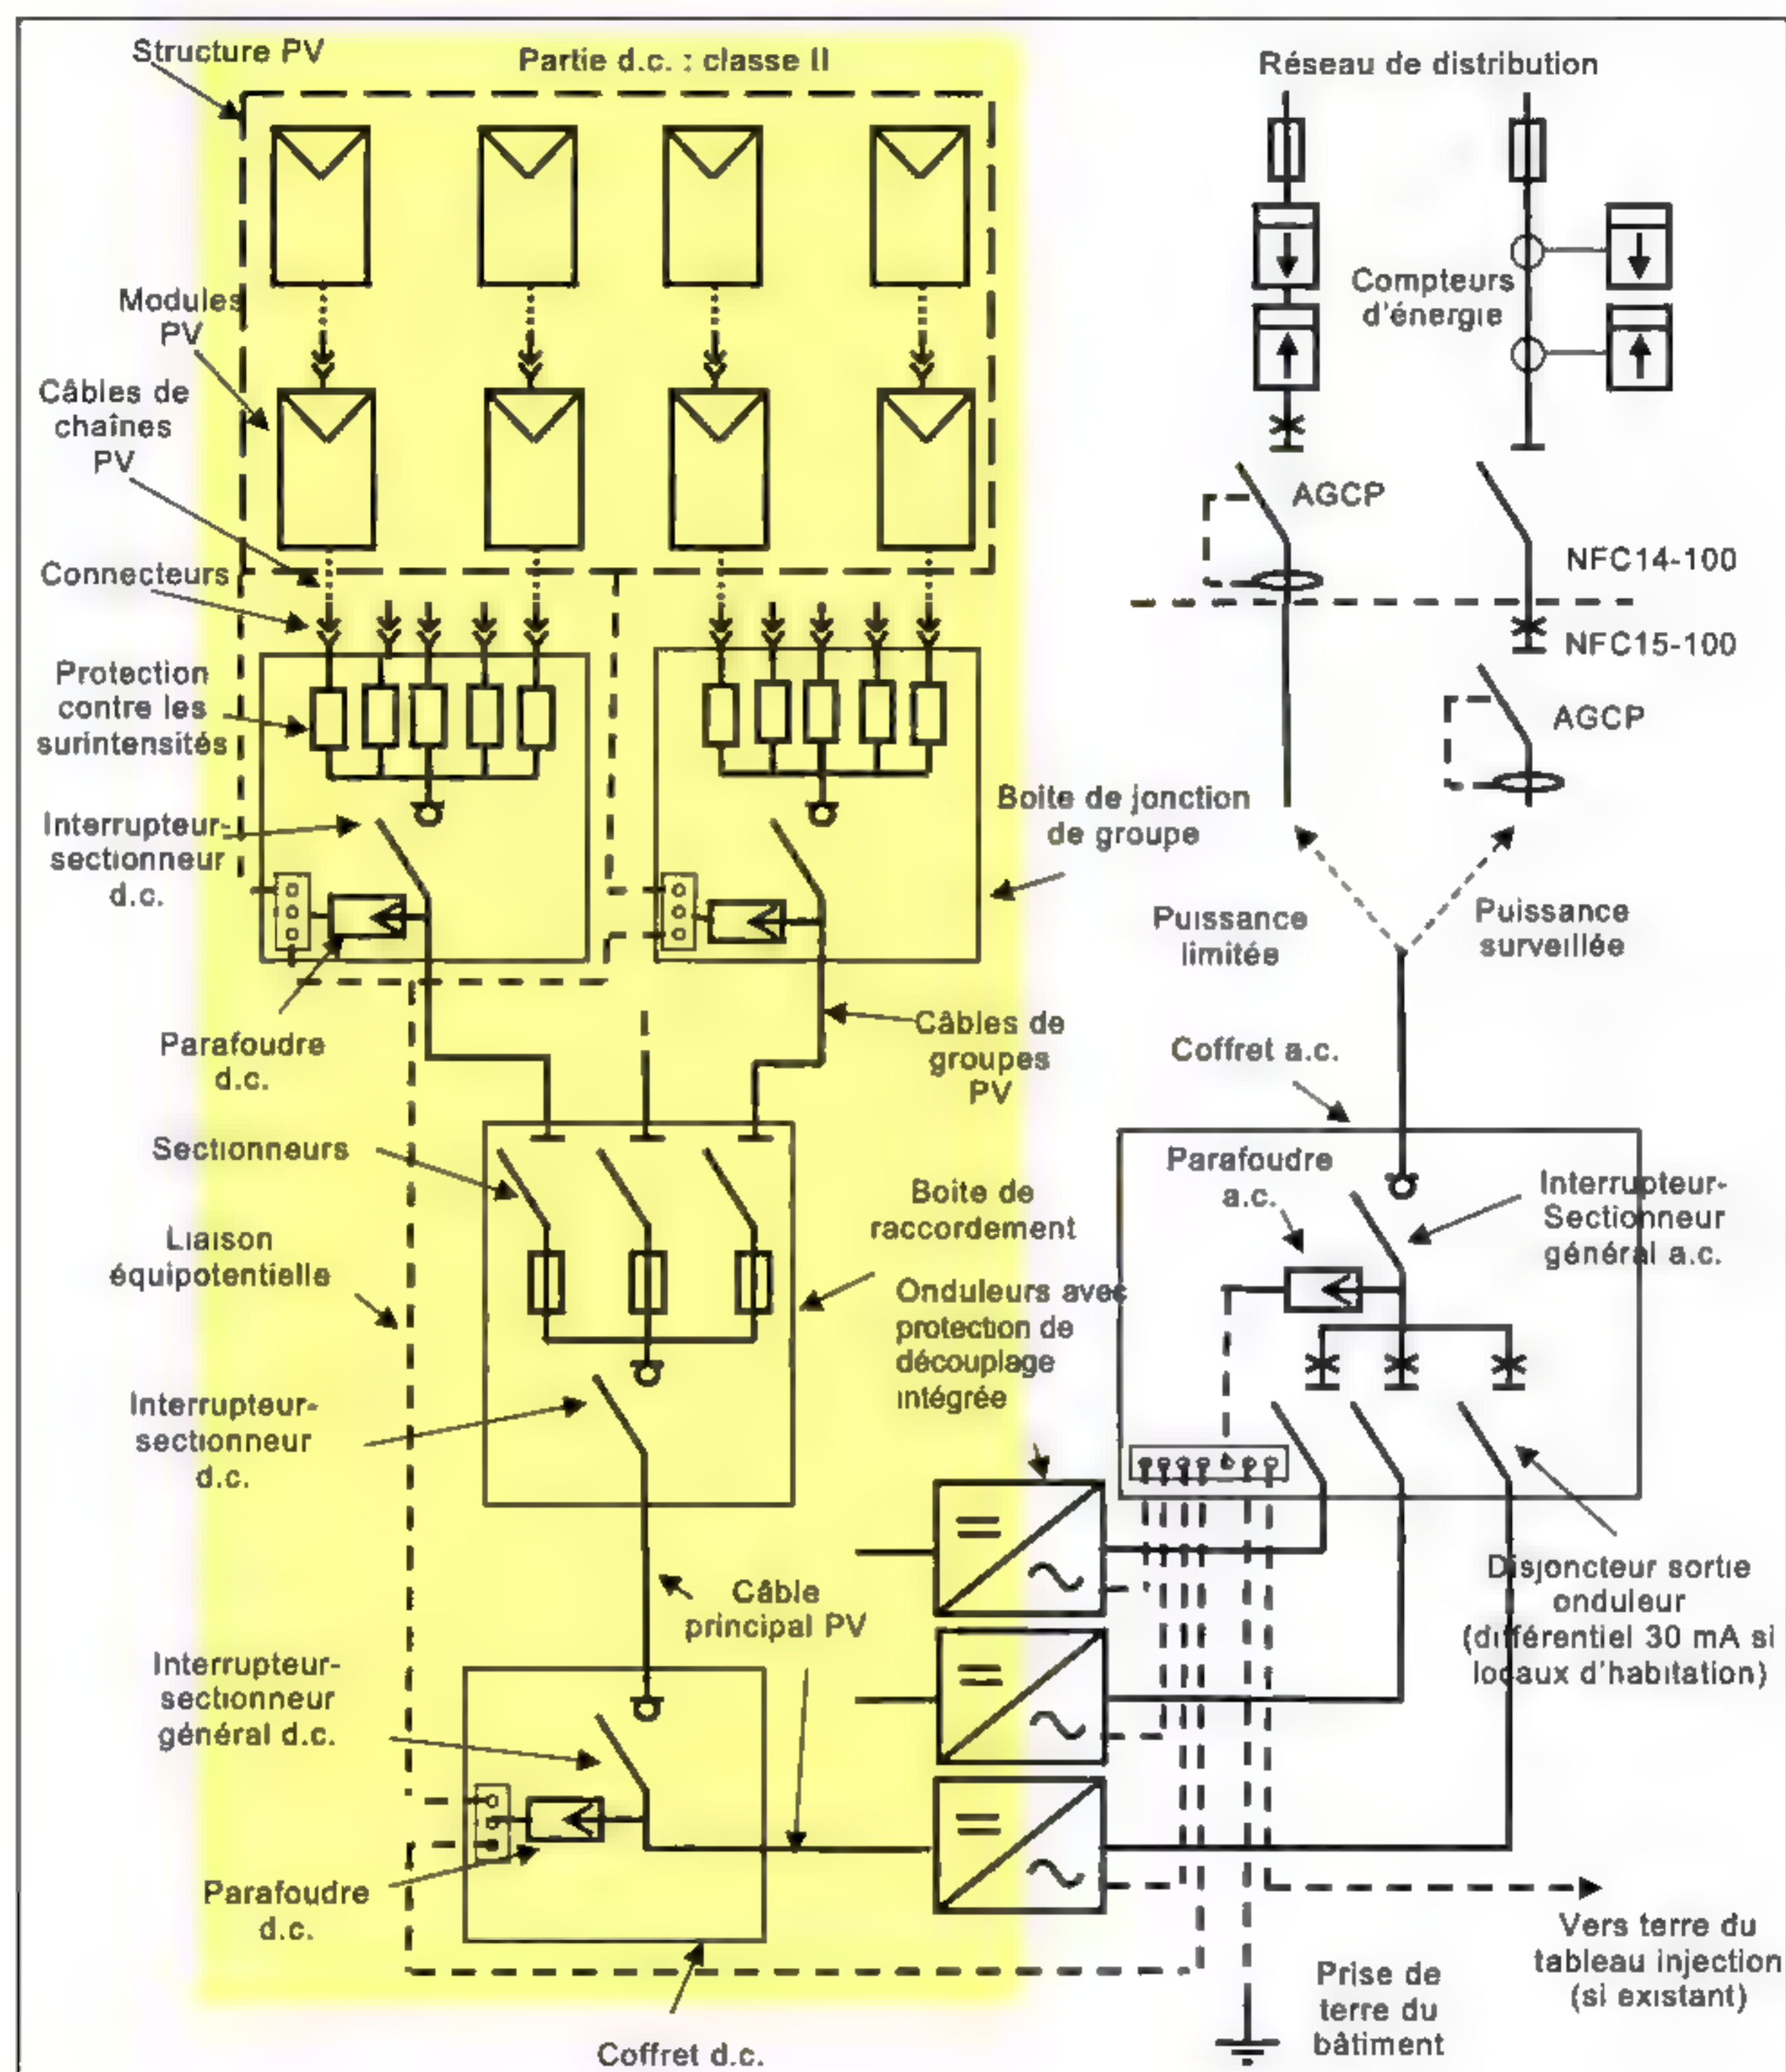 Structure PV
Partie d.c. : classe II
Réseau de distribution
Modules
PV
Compteurs
d'énergie
Câbles de
chaînes
PV
AGCP
Connecteurs
NFC14-100
NFC15-100
Protection
contre les
surintensités
AGCP
Boite de jonction
de groupe
Interrupteur-
sectionneur
d.c.
Puissance
limitée
Puissance
surveillée
Parafoudre
d.c.
Câbles de
groupes
PV
Coffret a.c.
Sectionneurs
Parafoudre
a.c.
Interrupteur-
Sectionneur
général a.c.
Boite de
raccordement
Liaison
équipotentielle
Onduleurs avec
protection de
découplage
intégrée
Interrupteur-
sectionneur
d.c.
Câble
principal PV
Disjoncteur sortie
onduleur
(différentiel 30 mA si
locaux d'habitation)
Interrupteur-
sectionneur
général d.c.
Parafoudre
d.c.
Vers terre du
tableau injection
(si existant)
Prise de
terre du
bâtiment
Coffret d.c.